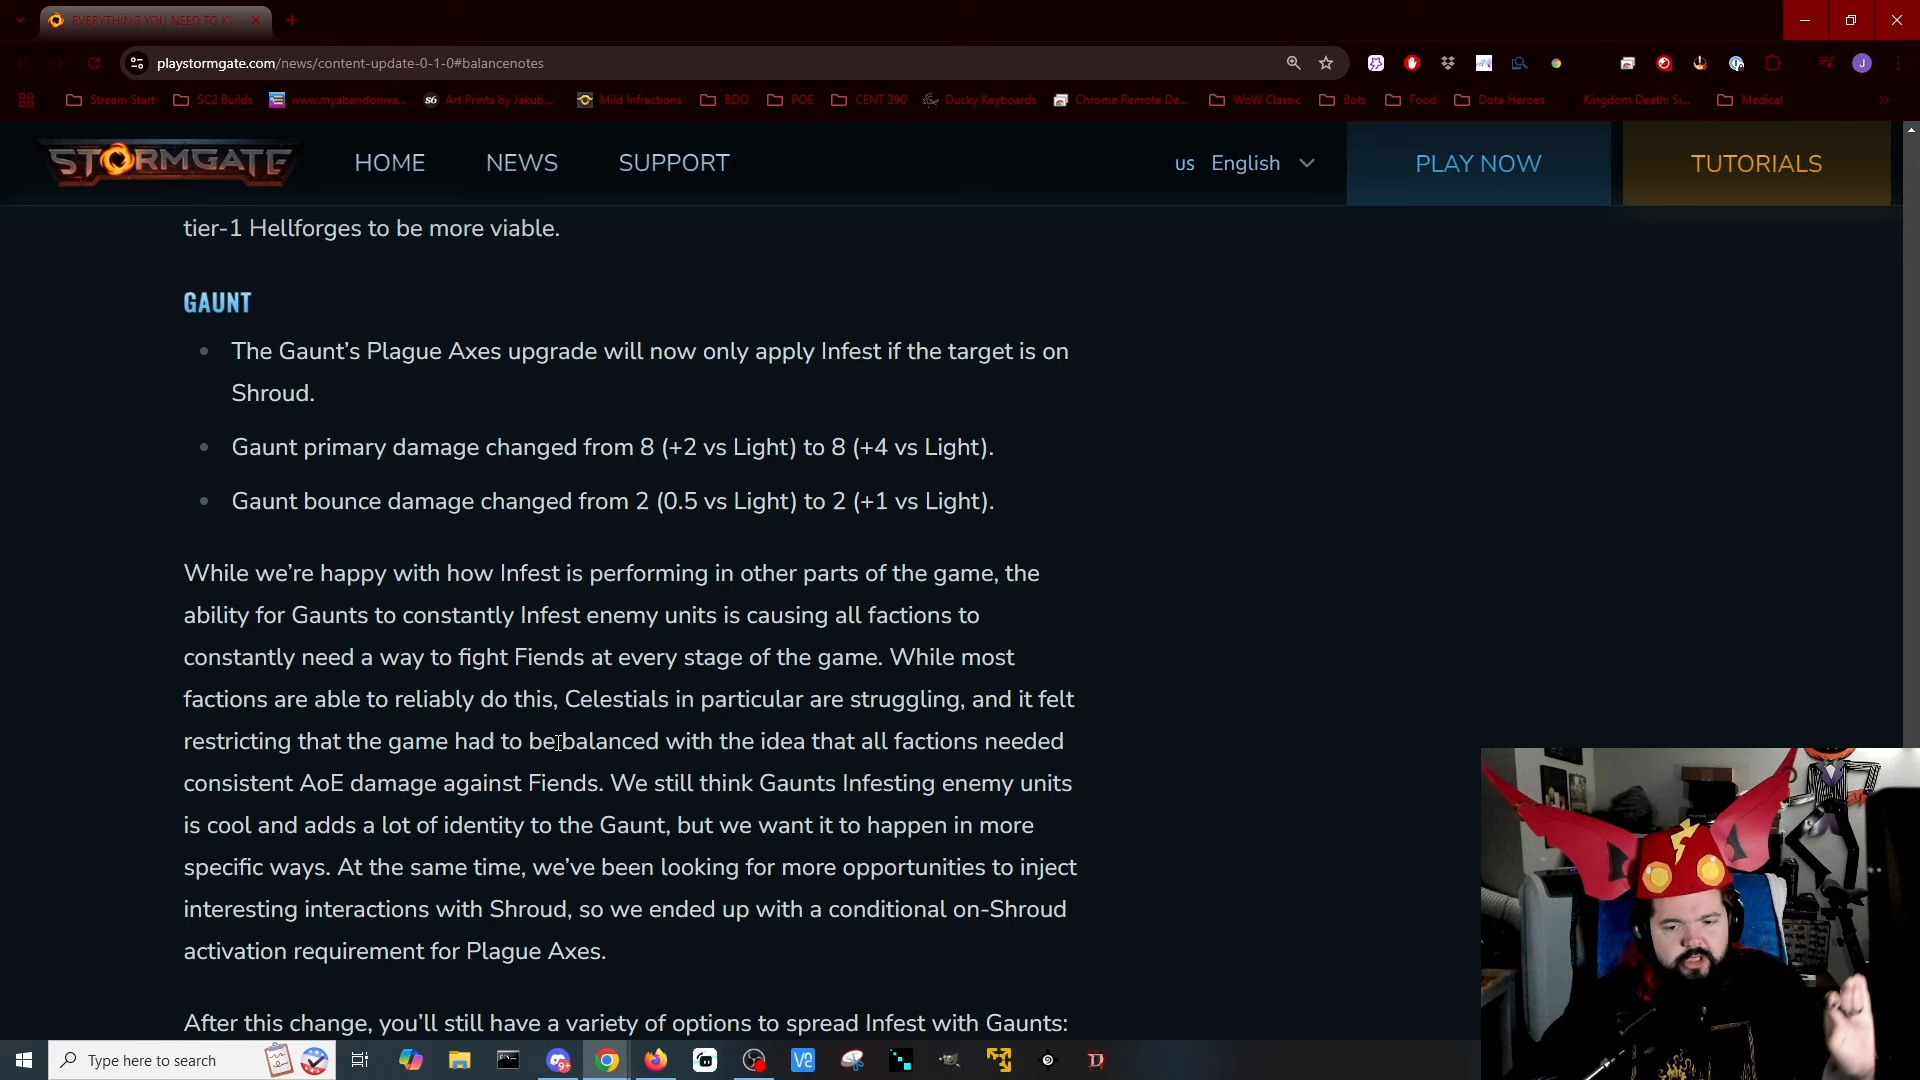 EVERYTHING YOU NEED TO K
playstormgate.com/news/content-update-0-1-0#balancenotes
J
Stream Start
SC2 Builds
www.myabandonwa...
Art Prints by Jakub...
Mild Infractions
BDO
POE
CENT 390
Ducky Keyboards
Chrome Remote De...
WoW Classic
Bots
Food
Dota Heroes
Kingdom Death: Si...
Medical
STORMGATE
HOME
NEWS
SUPPORT
us English
PLAY NOW
TUTORIALS
tier-1 Hellforges to be more viable.
GAUNT
The Gaunt’s Plague Axes upgrade will now only apply Infest if the target is on
Shroud.
Gaunt primary damage changed from 8 (+2 vs Light) to 8 (+4 vs Light).
Gaunt bounce damage changed from 2 (0.5 vs Light) to 2 (+1 vs Light).
While we’re happy with how Infest is performing in other parts of the game, the
ability for Gaunts to constantly Infest enemy units is causing all factions to
constantly need a way to fight Fiends at every stage of the game. While most
factions are able to reliably do this, Celestials in particular are struggling, and it felt
restricting that the game had to be balanced with the idea that all factions needed
consistent AoE damage against Fiends. We still think Gaunts Infesting enemy units
is cool and adds a lot of identity to the Gaunt, but we want it to happen in more
specific ways. At the same time, we’ve been looking for more opportunities to inject
interesting interactions with Shroud, so we ended up with a conditional on-Shroud
activation requirement for Plague Axes.
After this change, you’ll still have a variety of options to spread Infest with Gaunts:
Type here to search